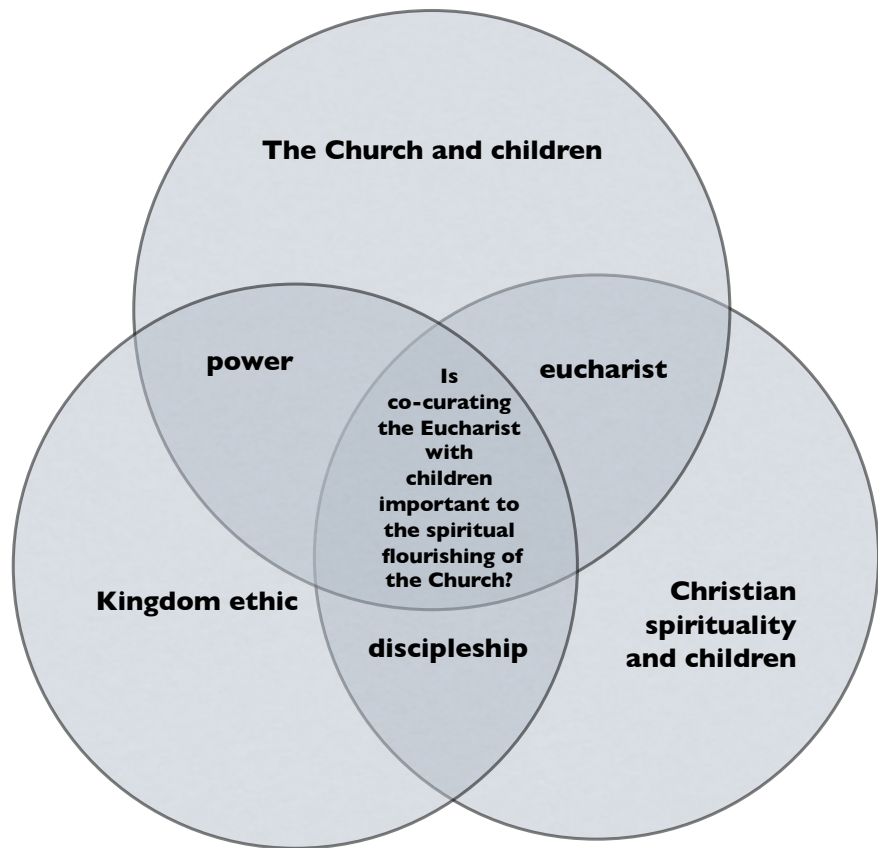 The Church and children
power
eucharist
Is
co-curating
the Eucharist
with
children
important to
the spiritual
flourishing of
the Church?
Kingdom ethic
Christian
spirituality
and children
discipleship